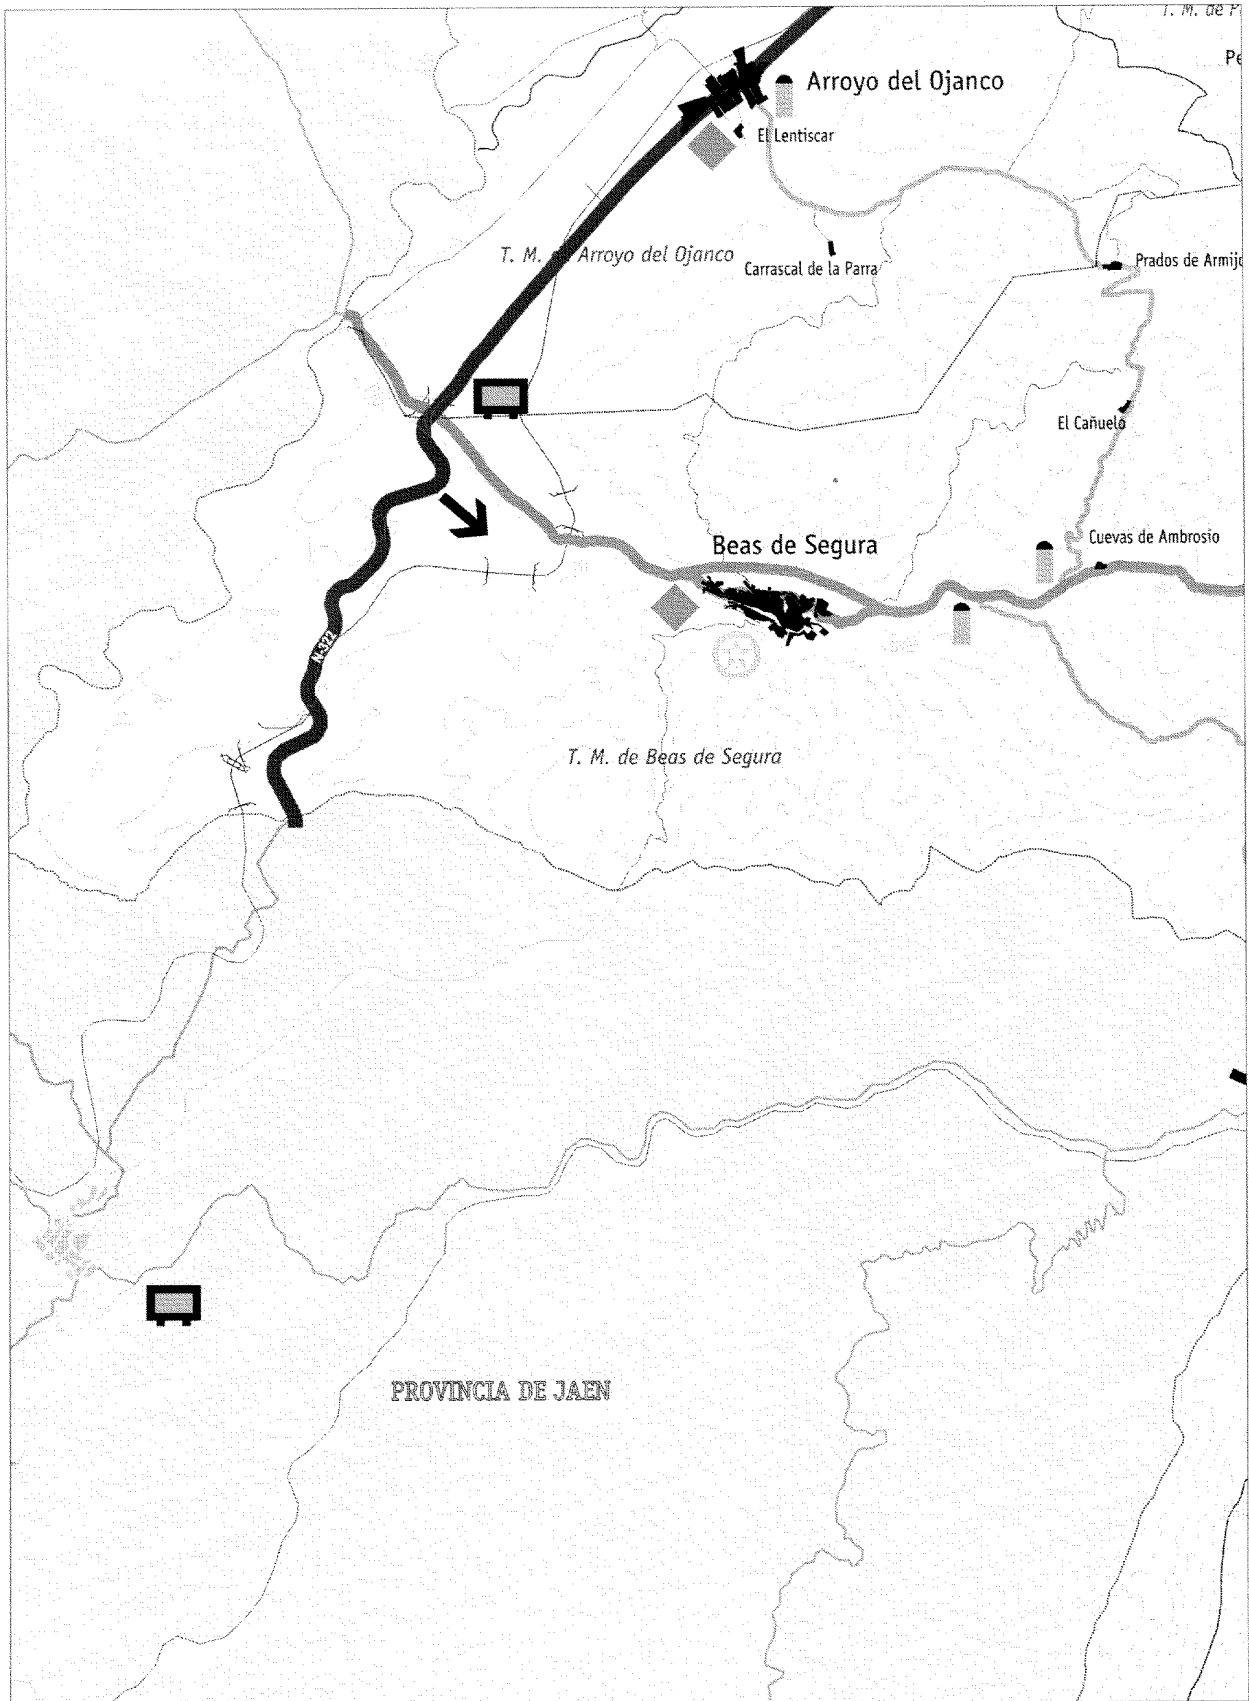 T. M. de P
Pe
Arroyo del Ojanco
El Lentiscar
T. M. Arroyo del Ojanco
Carrascal de la Parra
Prados de Armijo
El Cañuelo
Cuevas de Ambrosio
Beas de Segura
N-322
T. M. de Beas de Segura
PROVINCIA DE JAEN